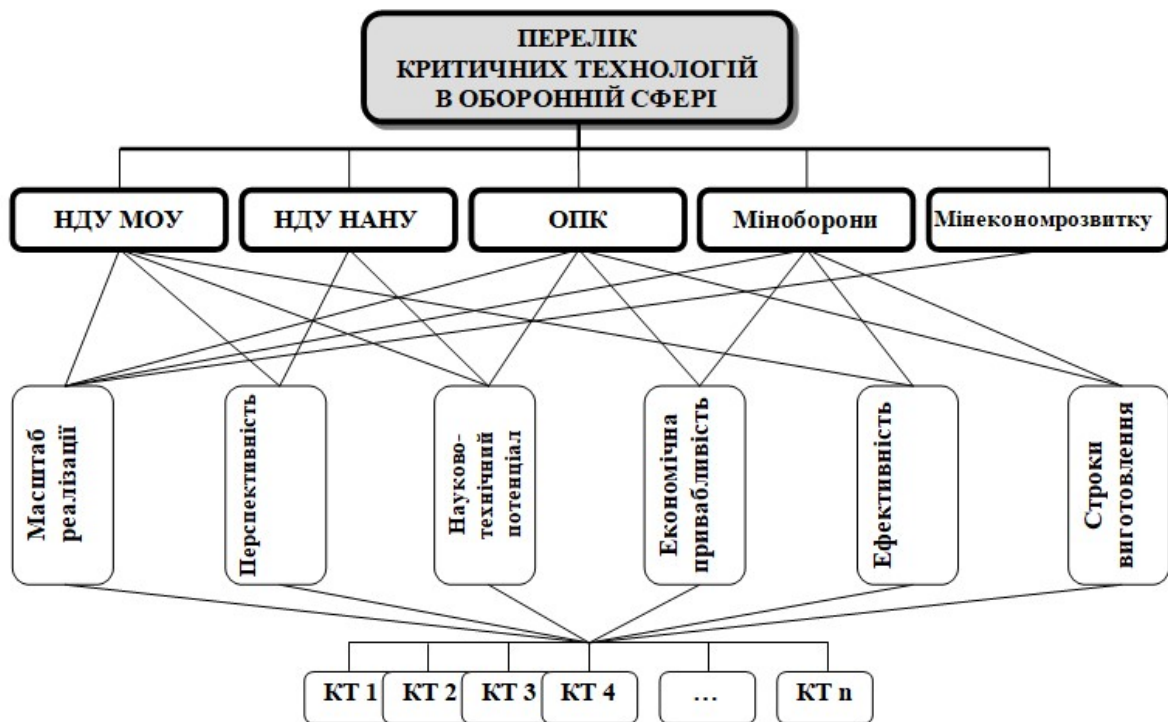 ПЕРЕЛІК
КРИТИЧНИХ ТЕХНОЛОГІЙ
В ОБОРОННІЙ СФЕРІ
НДУ МОУ
НДУ НАНУ
ОПК
Міноборони
Мінекономрозвитку
Масштаб
реалізації
Перспективність
Науково-
технічний
потенціал
Економічна
привабливість
Ефективність
Строки
виготовлення
КТ 1
КТ 2
КТ 3
КТ 4
…
КТ n